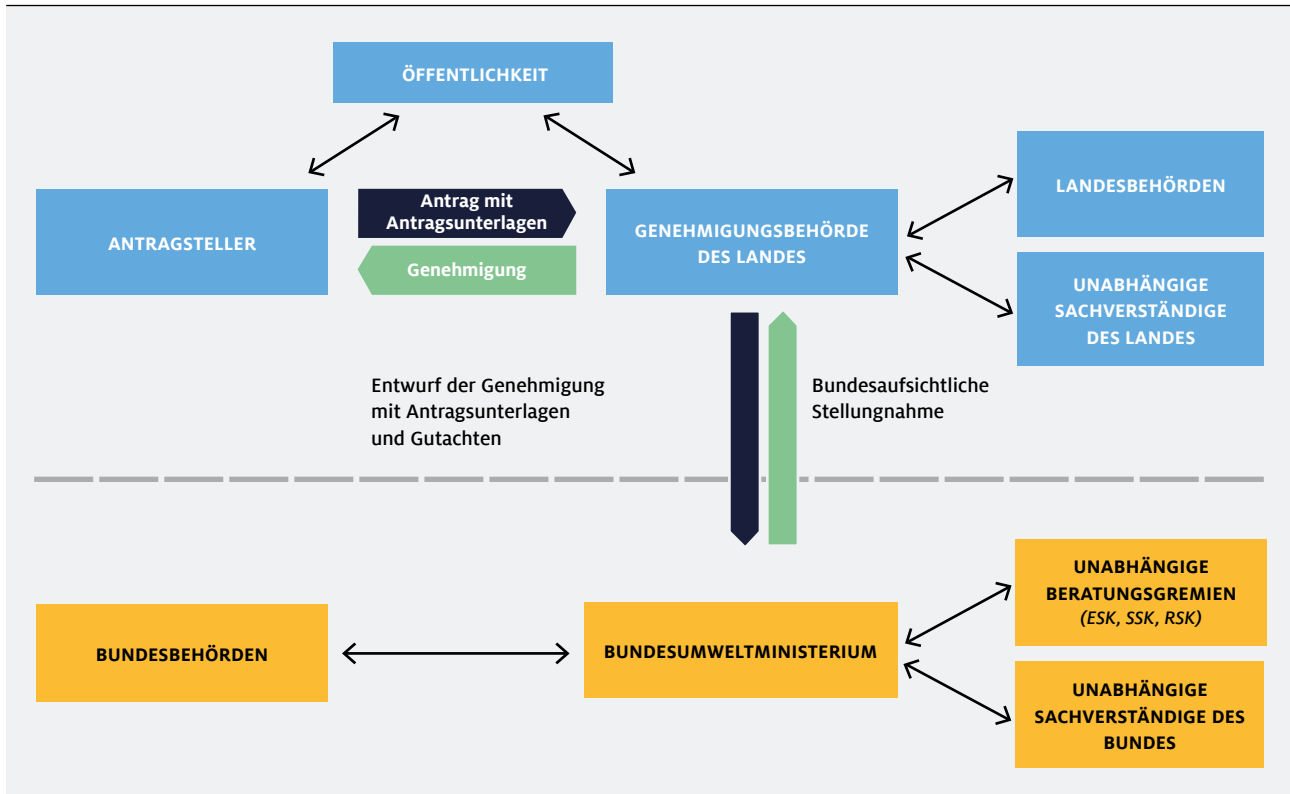 ÖFFENTLICHKEIT
ANTRAGSTELLER
Antrag mit
Antragsunterlagen
Genehmigung
GENEHMIGUNGSBEHÖRDE
DES LANDES
LANDESBEHÖRDEN
UNABHÄNGIGE
SACHVERSTÄNDIGE
DES LANDES
Entwurf der Genehmigung
mit Antragsunterlagen
und Gutachten
Bundesaufsichtliche
Stellungnahme
BUNDESBEHÖRDEN
BUNDESUMWELTMINISTERIUM
UNABHÄNGIGE
BERATUNGSGREMIEN
(ESK, SSK, RSK)
UNABHÄNGIGE
SACHVERSTÄNDIGE DES
BUNDES